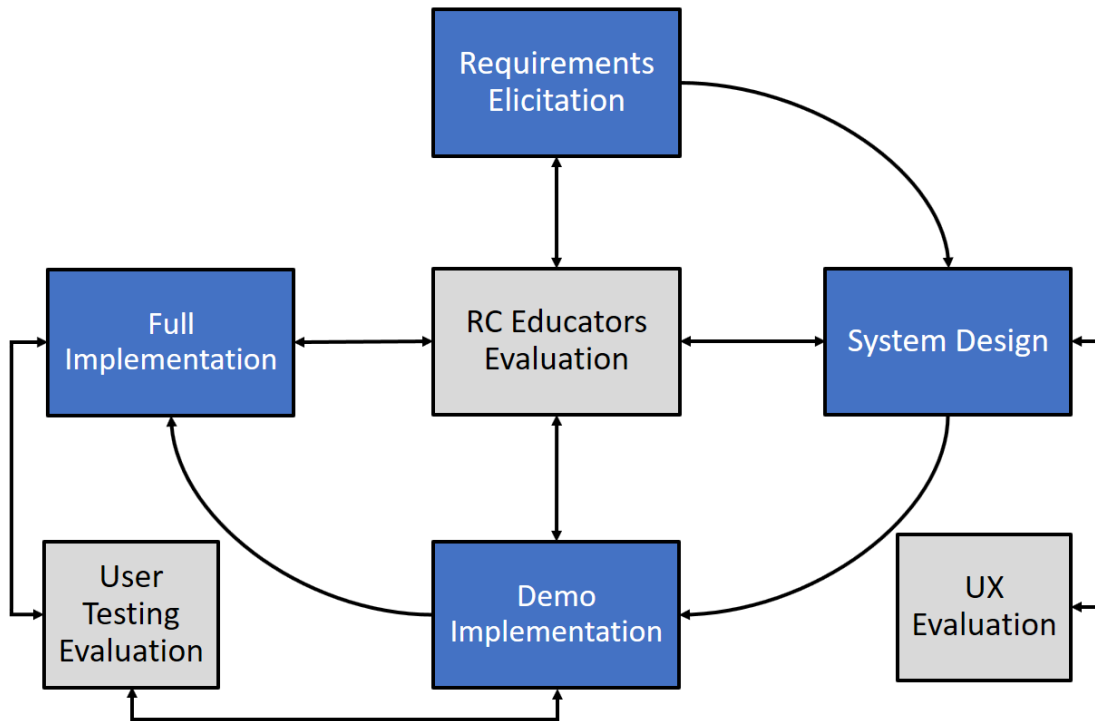 Requirements
Elicitation
Full
Implementation
RC Educators
Evaluation
System Design
User
Testing
Evaluation
Demo
Implementation
UX
Evaluation